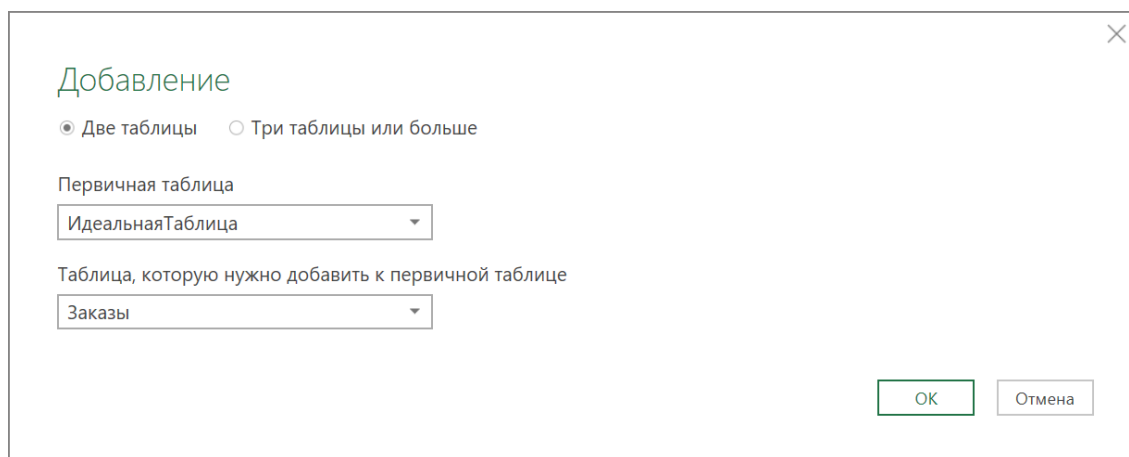 Добавление
Две таблицы Три таблицы или больше
Первичная таблица
ИдеальнаяТаблица
Таблица, которую нужно добавить к первичной таблице
Заказы
ОК Отмена